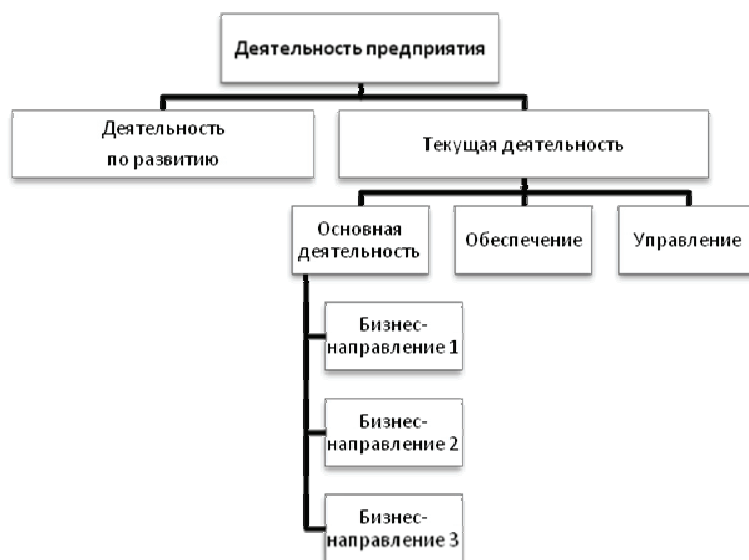 Деятельность предприятия
Деятельность
по развитию
Текущая деятельность
Основная
деятельность
Обеспечение
Управление
Бизнес-
направление 1
Бизнес-
направление 2
Бизнес-
направление 3